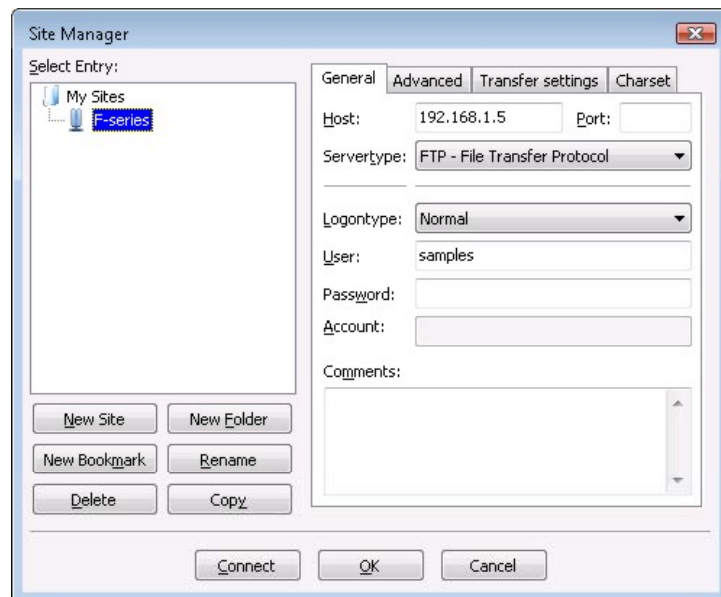 Site Manager
Select Entry:
My Sites
F-series
New Site New Folder
New Bookmark Rename
Delete Copy
General Advanced Transfer settings Charset
Host: 192.168.1.5 Port:
Servertype: FTP - File Transfer Protocol
Logontype: Normal
User: samples
Password:
Account:
Comments:
Connect OK Cancel